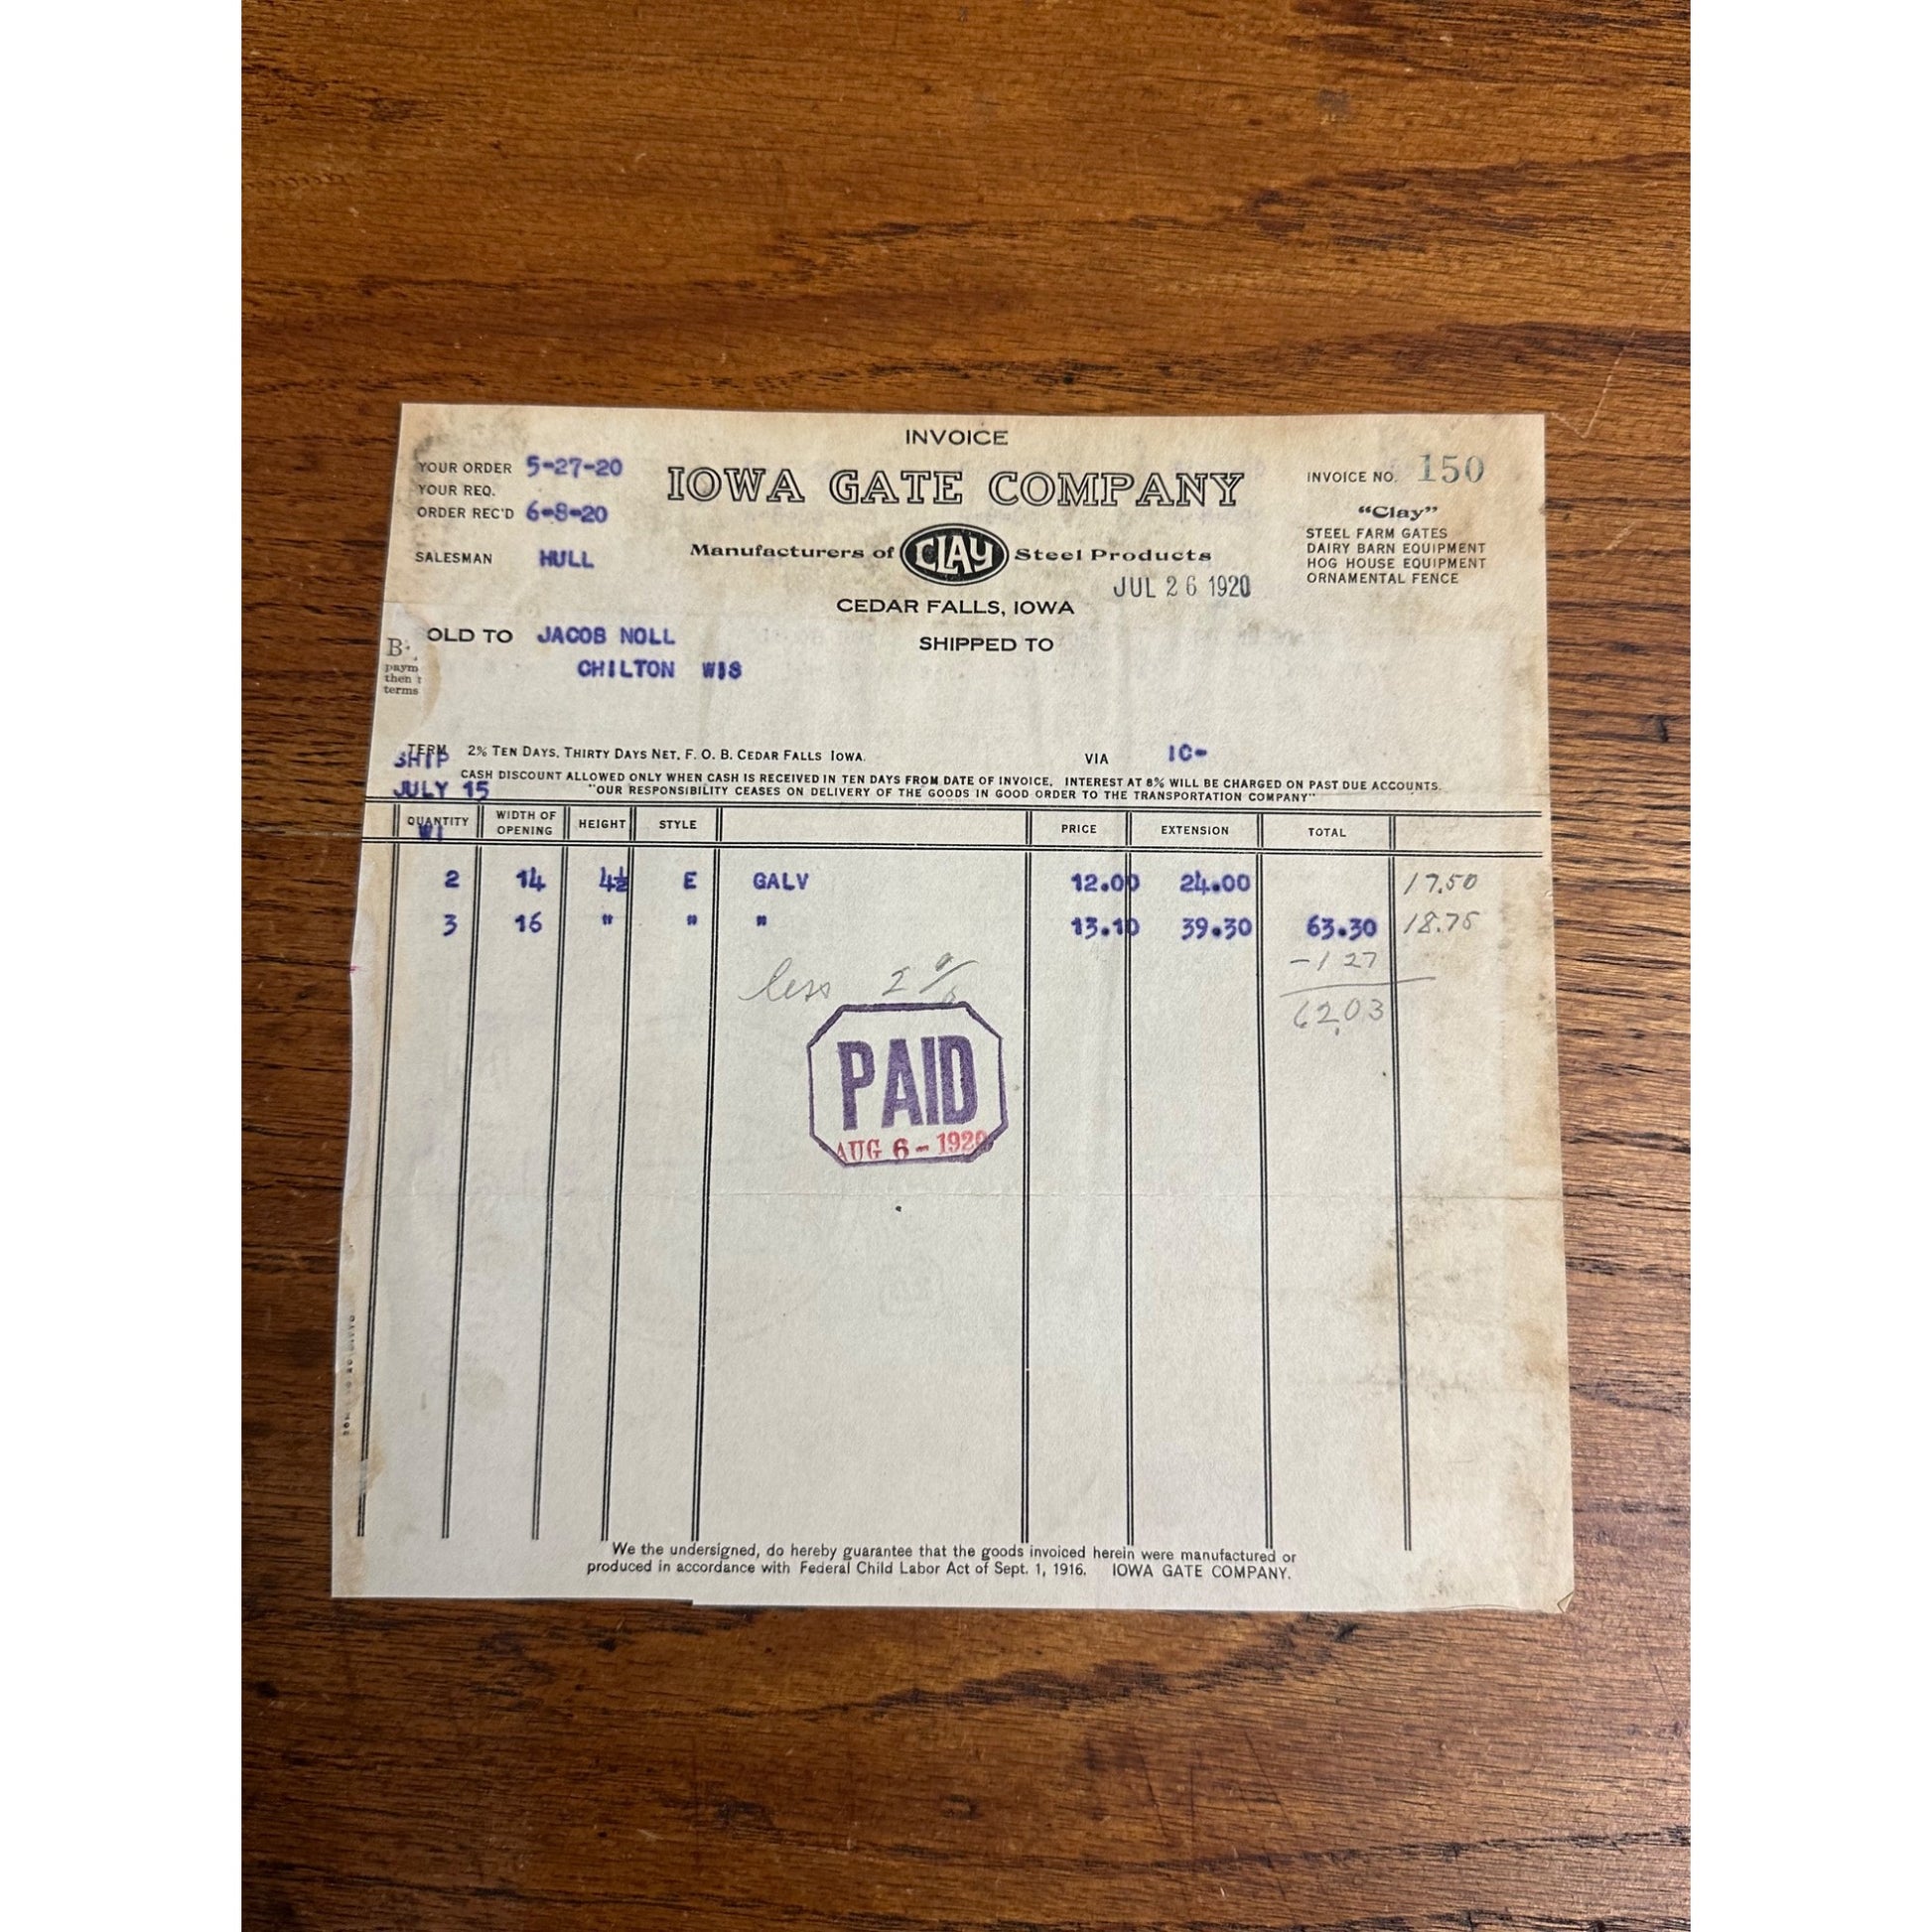 INVOICE
YOUR ORDER 5-27-20
YOUR REQ.
ORDER REC'D 6-8-20
SALESMAN HULL
IOWA GATE COMPANY
Manufacturers of CLAY Steel Products
JUL 26 1920
CEDAR FALLS, IOWA
INVOICE NO. 150
"Clay"
STEEL FARM GATES
DAIRY BARN EQUIPMENT
HOG HOUSE EQUIPMENT
ORNAMENTAL FENCE
OLD TO JACOB NOLL
CHILTON WIS
SHIPPED TO
B
paym
then t
terms
TERM 2% TEN DAYS, THIRTY DAYS NET, F. O. B. CEDAR FALLS IOWA.
VIA IC-
SHIP
JULY 15
CASH DISCOUNT ALLOWED ONLY WHEN CASH IS RECEIVED IN TEN DAYS FROM DATE OF INVOICE. INTEREST AT 8% WILL BE CHARGED ON PAST DUE ACCOUNTS.
"OUR RESPONSIBILITY CEASES ON DELIVERY OF THE GOODS IN GOOD ORDER TO THE TRANSPORTATION COMPANY"
QUANTITY WIDTH OF OPENING HEIGHT STYLE PRICE EXTENSION TOTAL
WI
2 14 4½ E GALV 12.00 24.00 17.50
3 16 " " " 13.10 39.30 63.30 18.75
less 2% -1 27
62.03
PAID
AUG 6-1920
We the undersigned, do hereby guarantee that the goods invoiced herein were manufactured or
produced in accordance with Federal Child Labor Act of Sept. 1, 1916. IOWA GATE COMPANY.